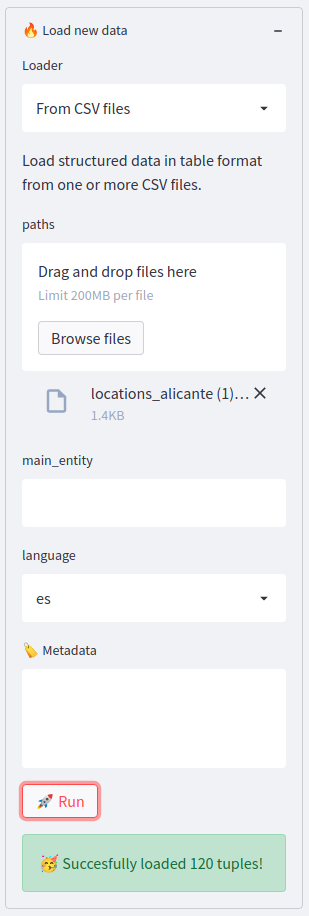 🔥 Load new data
Loader
From CSV files
Load structured data in table format
from one or more CSV files.
paths
Drag and drop files here
Limit 200MB per file
Browse files
locations_alicante (1)...
1.4KB
main_entity
language
es
🏷️ Metadata
🚀 Run
🥳 Succesfully loaded 120 tuples!